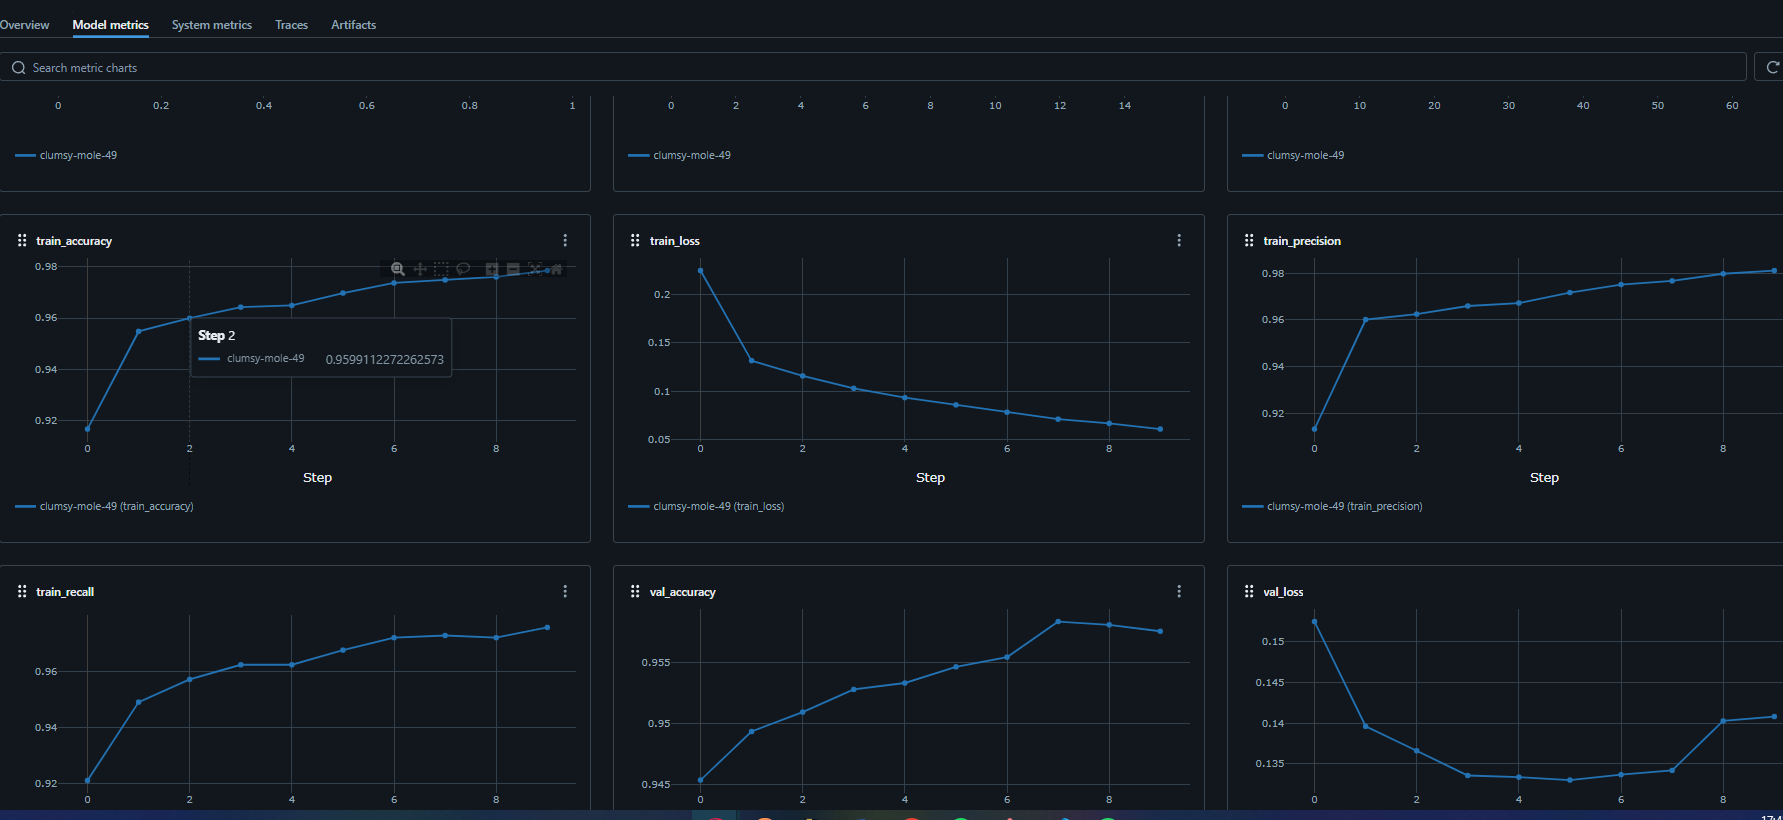 Overview Model metrics System metrics Traces Artifacts
Search metric charts
0 0.2 0.4 0.6 0.8 1
clumsy-mole-49
0 2 4 6 8 10 12 14
clumsy-mole-49
0 10 20 30 40 50 60
clumsy-mole-49
train_accuracy
0.98
0.96
0.94
0.92
Step 2
clumsy-mole-49 0.9599112272262573
0 2 4 6 8
Step
clumsy-mole-49 (train_accuracy)
train_loss
0.2
0.15
0.1
0.05
0 2 4 6 8
Step
clumsy-mole-49 (train_loss)
train_precision
0.98
0.96
0.94
0.92
0 2 4 6 8
Step
clumsy-mole-49 (train_precision)
train_recall
0.96
0.94
0.92
0 2 4 6 8
val_accuracy
0.955
0.95
0.945
0 2 4 6 8
val_loss
0.15
0.145
0.14
0.135
0 2 4 6 8